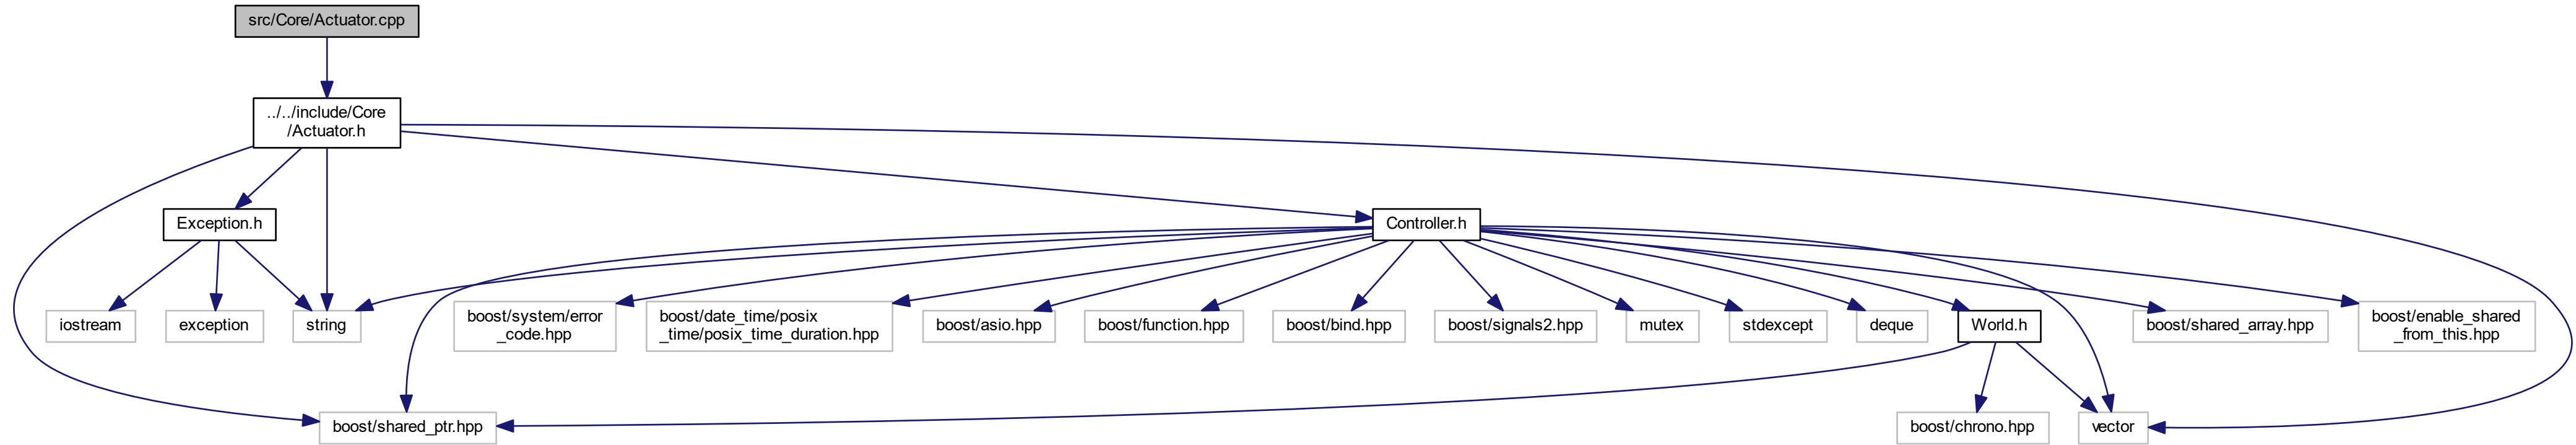 src/Core/Actuator.cpp
../../include/Core
/Actuator.h
Exception.h
Controller.h
iostream
exception
string
boost/system/error
_code.hpp
boost/date_time/posix
_time/posix_time_duration.hpp
boost/asio.hpp
boost/function.hpp
boost/bind.hpp
boost/signals2.hpp
mutex
stdexcept
deque
World.h
boost/shared_array.hpp
boost/enable_shared
_from_this.hpp
boost/shared_ptr.hpp
boost/chrono.hpp
vector